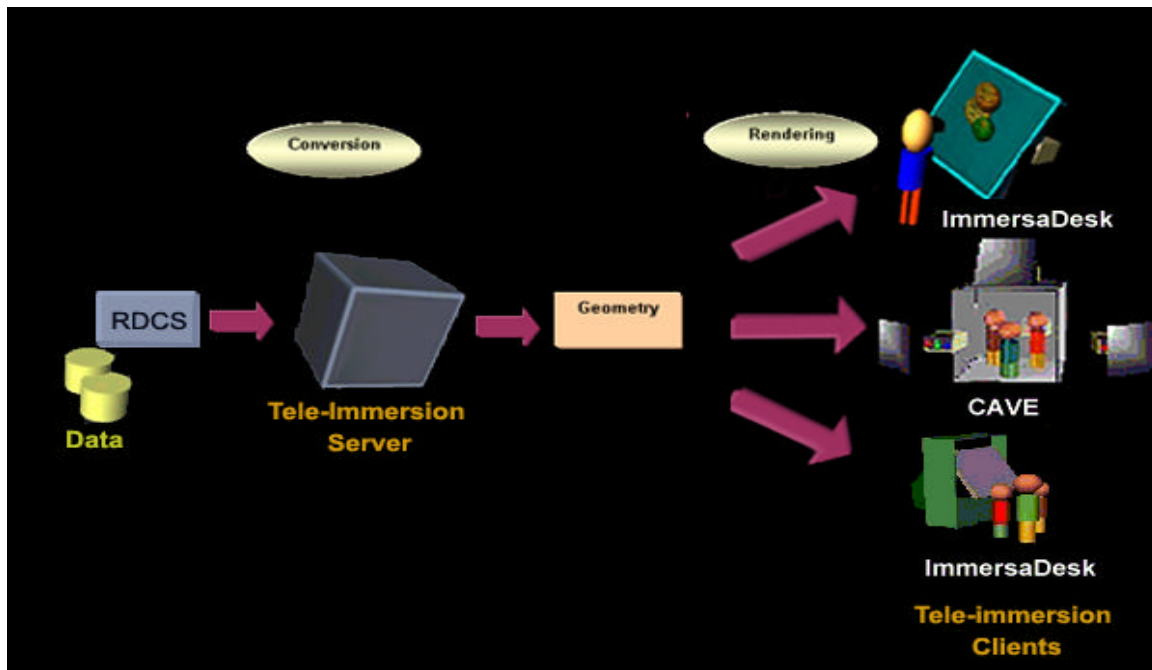 Conversion
Rendering
ImmersaDesk
RDCS
Geometry
Data
Tele-Immersion
Server
CAVE
ImmersaDesk
Tele-immersion
Clients